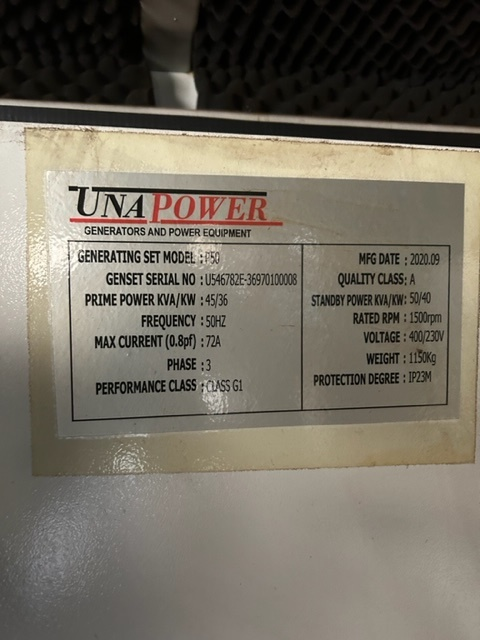 UNAPOWER
GENERATORS AND POWER EQUIPMENT
GENERATING SET MODEL : P50
GENSET SERIAL NO : U546782E-36970100008
PRIME POWER KVA/KW : 45/36
FREQUENCY : 50HZ
MAX CURRENT (0.8pf) : 72A
PHASE : 3
PERFORMANCE CLASS : CLASS G1
MFG DATE : 2020.09
QUALITY CLASS: A
STANDBY POWER KVA/KW: 50/40
RATED RPM : 1500rpm
VOLTAGE : 400/230V
WEIGHT : 1150Kg
PROTECTION DEGREE : IP23M